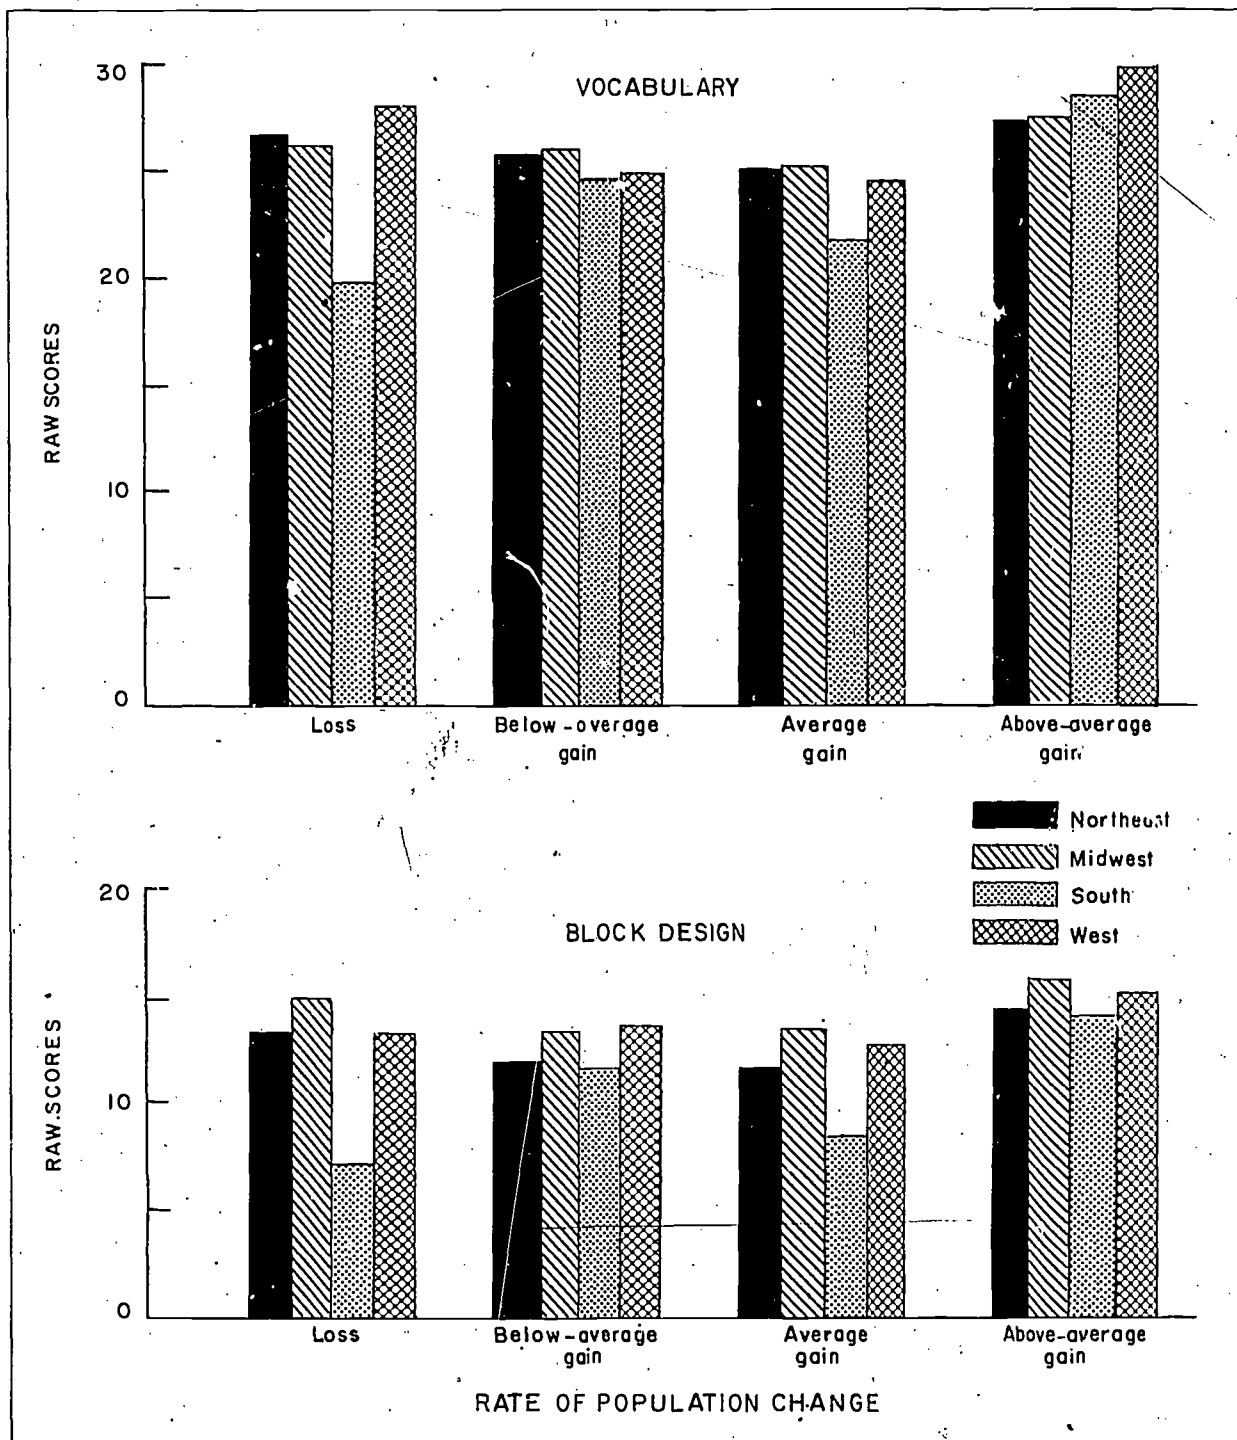 VOCABULARY
30
20
10
0
RAW SCORES
Loss
Below-overage
gain
Average
gain
Above-average
gain
Northeast
Midwest
South
West
BLOCK DESIGN
20
10
0
RAW.SCORES
Loss
Below-average
gain
Average
gain
Above-average
gain
RATE OF POPULATION CHANGE